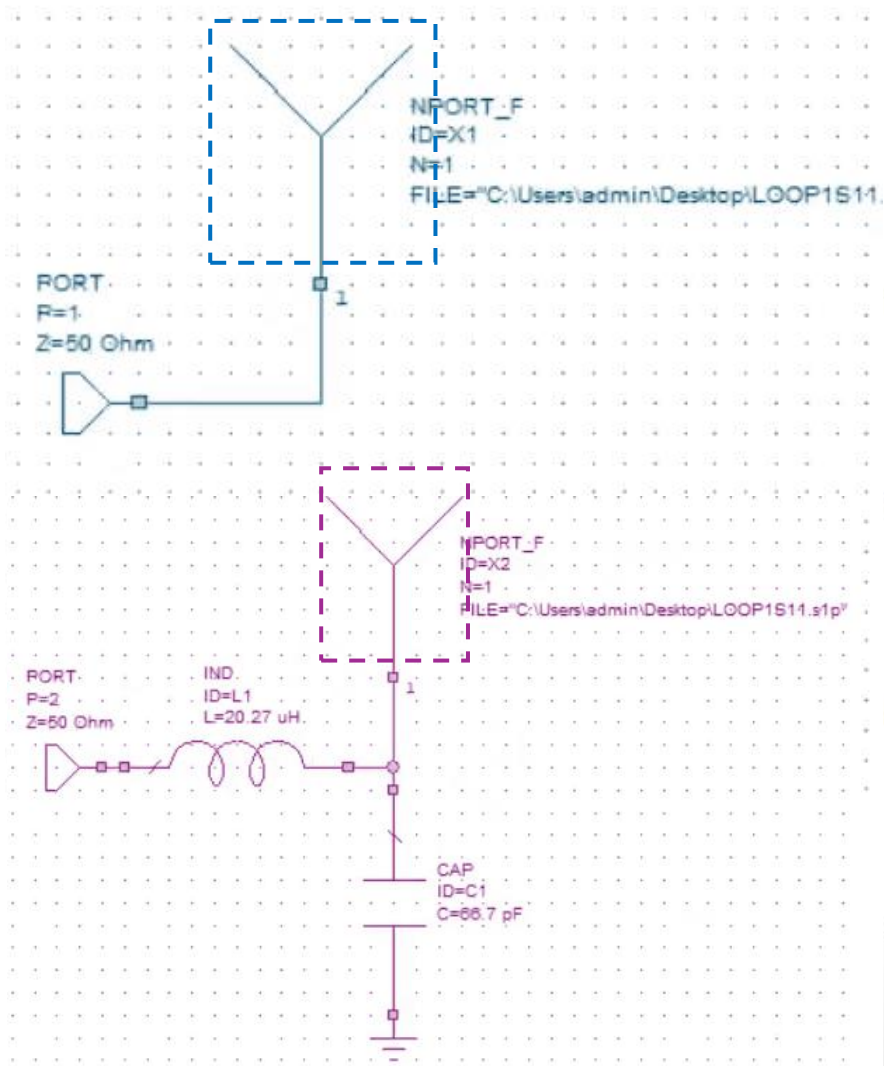 NPORT_F
ID=X1
N=1
FILE="C:\Users\admin\Desktop\LOOP1S11.
1
PORT
P=1
Z=50 Ohm
NPORT_F
ID=X2
N=1
FILE="C:\Users\admin\Desktop\LOOP1S11.s1p"
1
PORT
P=2
Z=50 Ohm
IND
ID=L1
L=20.27 uH
CAP
ID=C1
C=66.7 pF